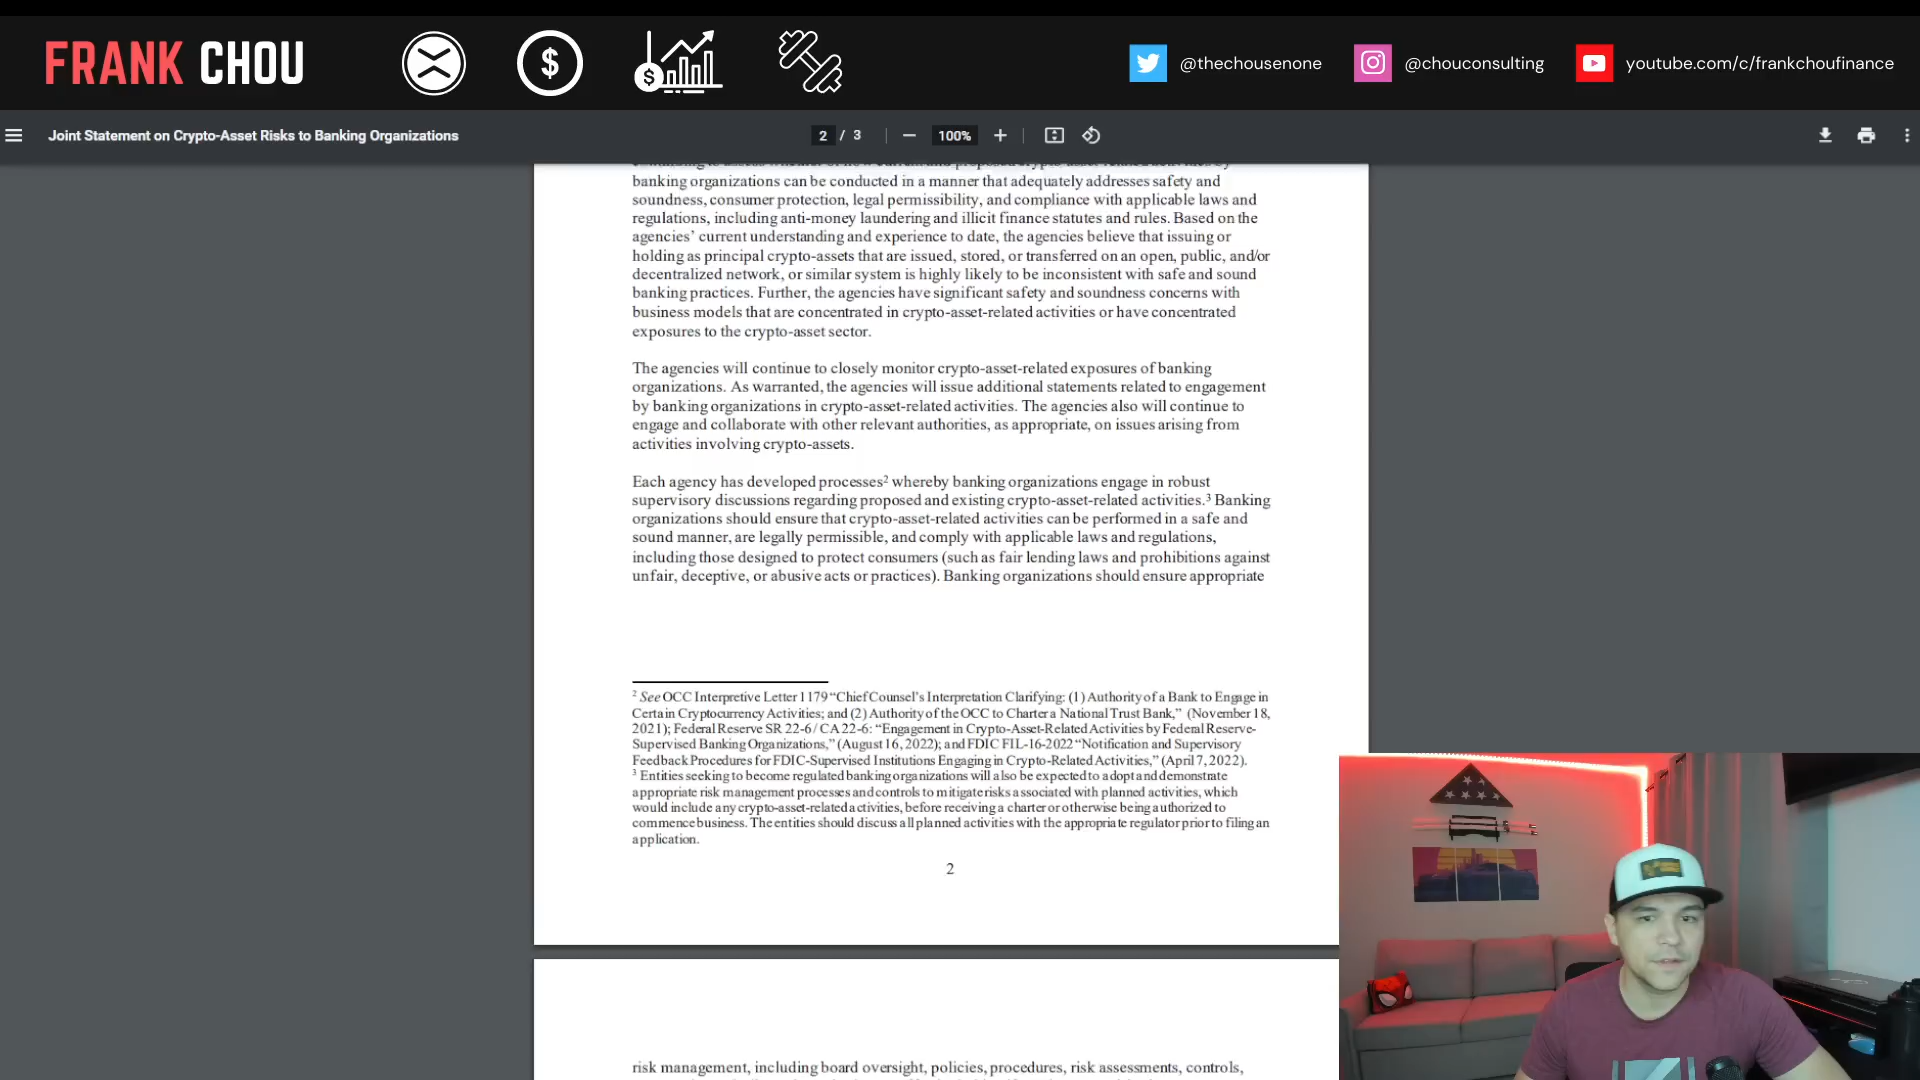 FRANK CHOU
@thechousenone
@chouconsulting
youtube.com/c/frankchoufinance
Joint Statement on Crypto-Asset Risks to Banking Organizations
2 / 3
100%
banking organizations can be conducted in a manner that adequately addresses safety and
soundness, consumer protection, legal permissibility, and compliance with applicable laws and
regulations, including anti-money laundering and illicit finance statutes and rules. Based on the
agencies’ current understanding and experience to date, the agencies believe that issuing or
holding as principal crypto-assets that are issued, stored, or transferred on an open, public, and/or
decentralized network, or similar system is highly likely to be inconsistent with safe and sound
banking practices. Further, the agencies have significant safety and soundness concerns with
business models that are concentrated in crypto-asset-related activities or have concentrated
exposures to the crypto-asset sector.
The agencies will continue to closely monitor crypto-asset-related exposures of banking
organizations. As warranted, the agencies will issue additional statements related to engagement
by banking organizations in crypto-asset-related activities. The agencies also will continue to
engage and collaborate with other relevant authorities, as appropriate, on issues arising from
activities involving crypto-assets.
Each agency has developed processes² whereby banking organizations engage in robust
supervisory discussions regarding proposed and existing crypto-asset-related activities.³ Banking
organizations should ensure that crypto-asset-related activities can be performed in a safe and
sound manner, are legally permissible, and comply with applicable laws and regulations,
including those designed to protect consumers (such as fair lending laws and prohibitions against
unfair, deceptive, or abusive acts or practices). Banking organizations should ensure appropriate
² See OCC Interpretive Letter 1179 “Chief Counsel’s Interpretation Clarifying: (1) Authority of a Bank to Engage in
Certain Cryptocurrency Activities; and (2) Authority of the OCC to Charter a National Trust Bank,” (November 18,
2021); Federal Reserve SR 22-6 / CA 22-6: “Engagement in Crypto-Asset-Related Activities by Federal Reserve-
Supervised Banking Organizations,” (August 16, 2022); and FDIC FIL-16-2022 “Notification and Supervisory
Feedback Procedures for FDIC-Supervised Institutions Engaging in Crypto-Related Activities,” (April 7, 2022).
³ Entities seeking to become regulated banking organizations will also be expected to adopt and demonstrate
appropriate risk management processes and controls to mitigate risks associated with planned activities, which
would include any crypto-asset-related activities, before receiving a charter or otherwise being authorized to
commence business. The entities should discuss all planned activities with the appropriate regulator prior to filing an
application.
2
risk management, including board oversight, policies, procedures, risk assessments, controls,